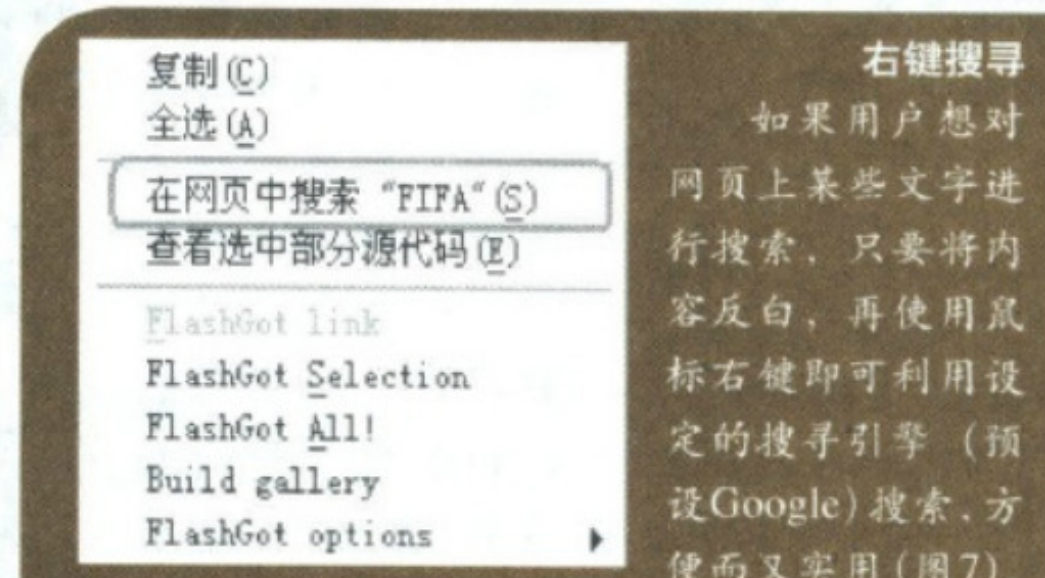 复制(C)
全选(A)
在网页中搜索“FIFA“(S)
查看选中部分源代码(E)
FlashGot link
FlashGot Selection
FlashGot All!
Build gallery
FlashGot options
右键搜寻
如果用户想对
网页上某些文字进
行搜索，只要将内
容反白，再使用鼠
标右键即可利用设
定的搜寻引擎（预
设Google)搜索,方
便而又实用(图7)